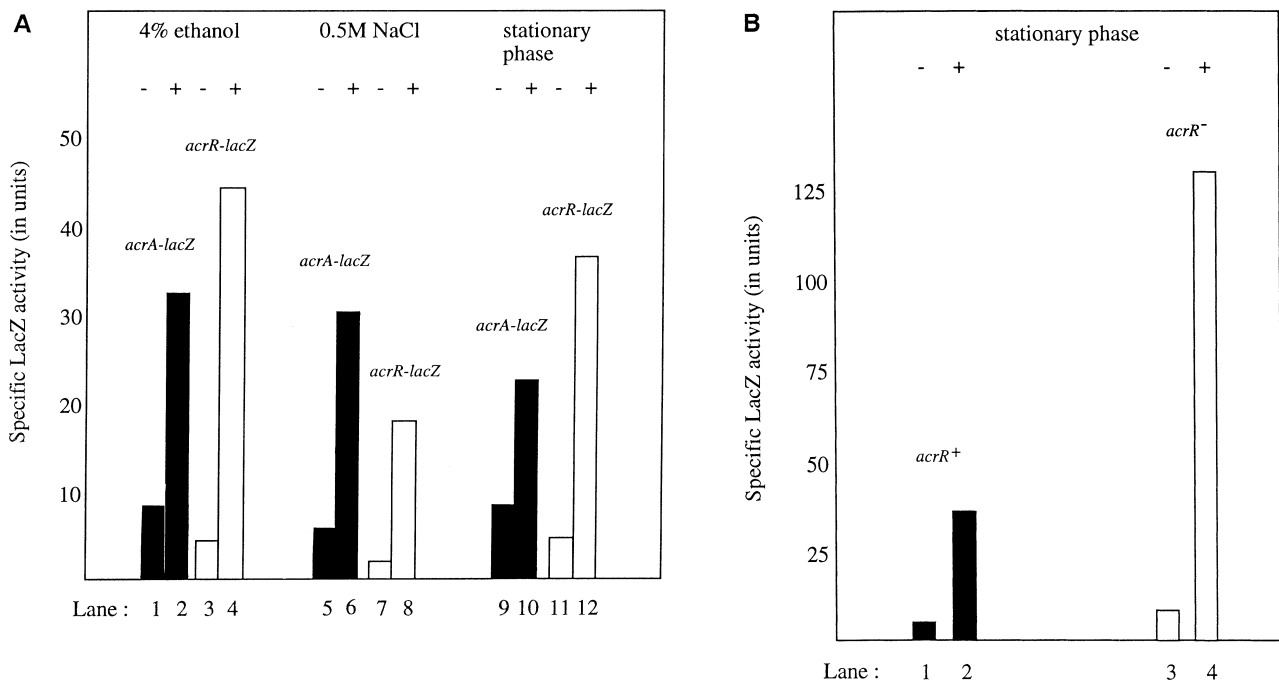 A
4% ethanol 0.5M NaCl stationary phase
- + - + - + - + - + - +
Specific LacZ activity (in units)
50
40
30
20
10
acrA-lacZ
acrR-lacZ
acrA-lacZ
acrR-lacZ
acrA-lacZ
acrR-lacZ
Lane : 1 2 3 4 5 6 7 8 9 10 11 12
B
stationary phase
- + - +
Specific LacZ activity (in units)
125
100
75
50
25
acrR+
acrR-
Lane : 1 2 3 4